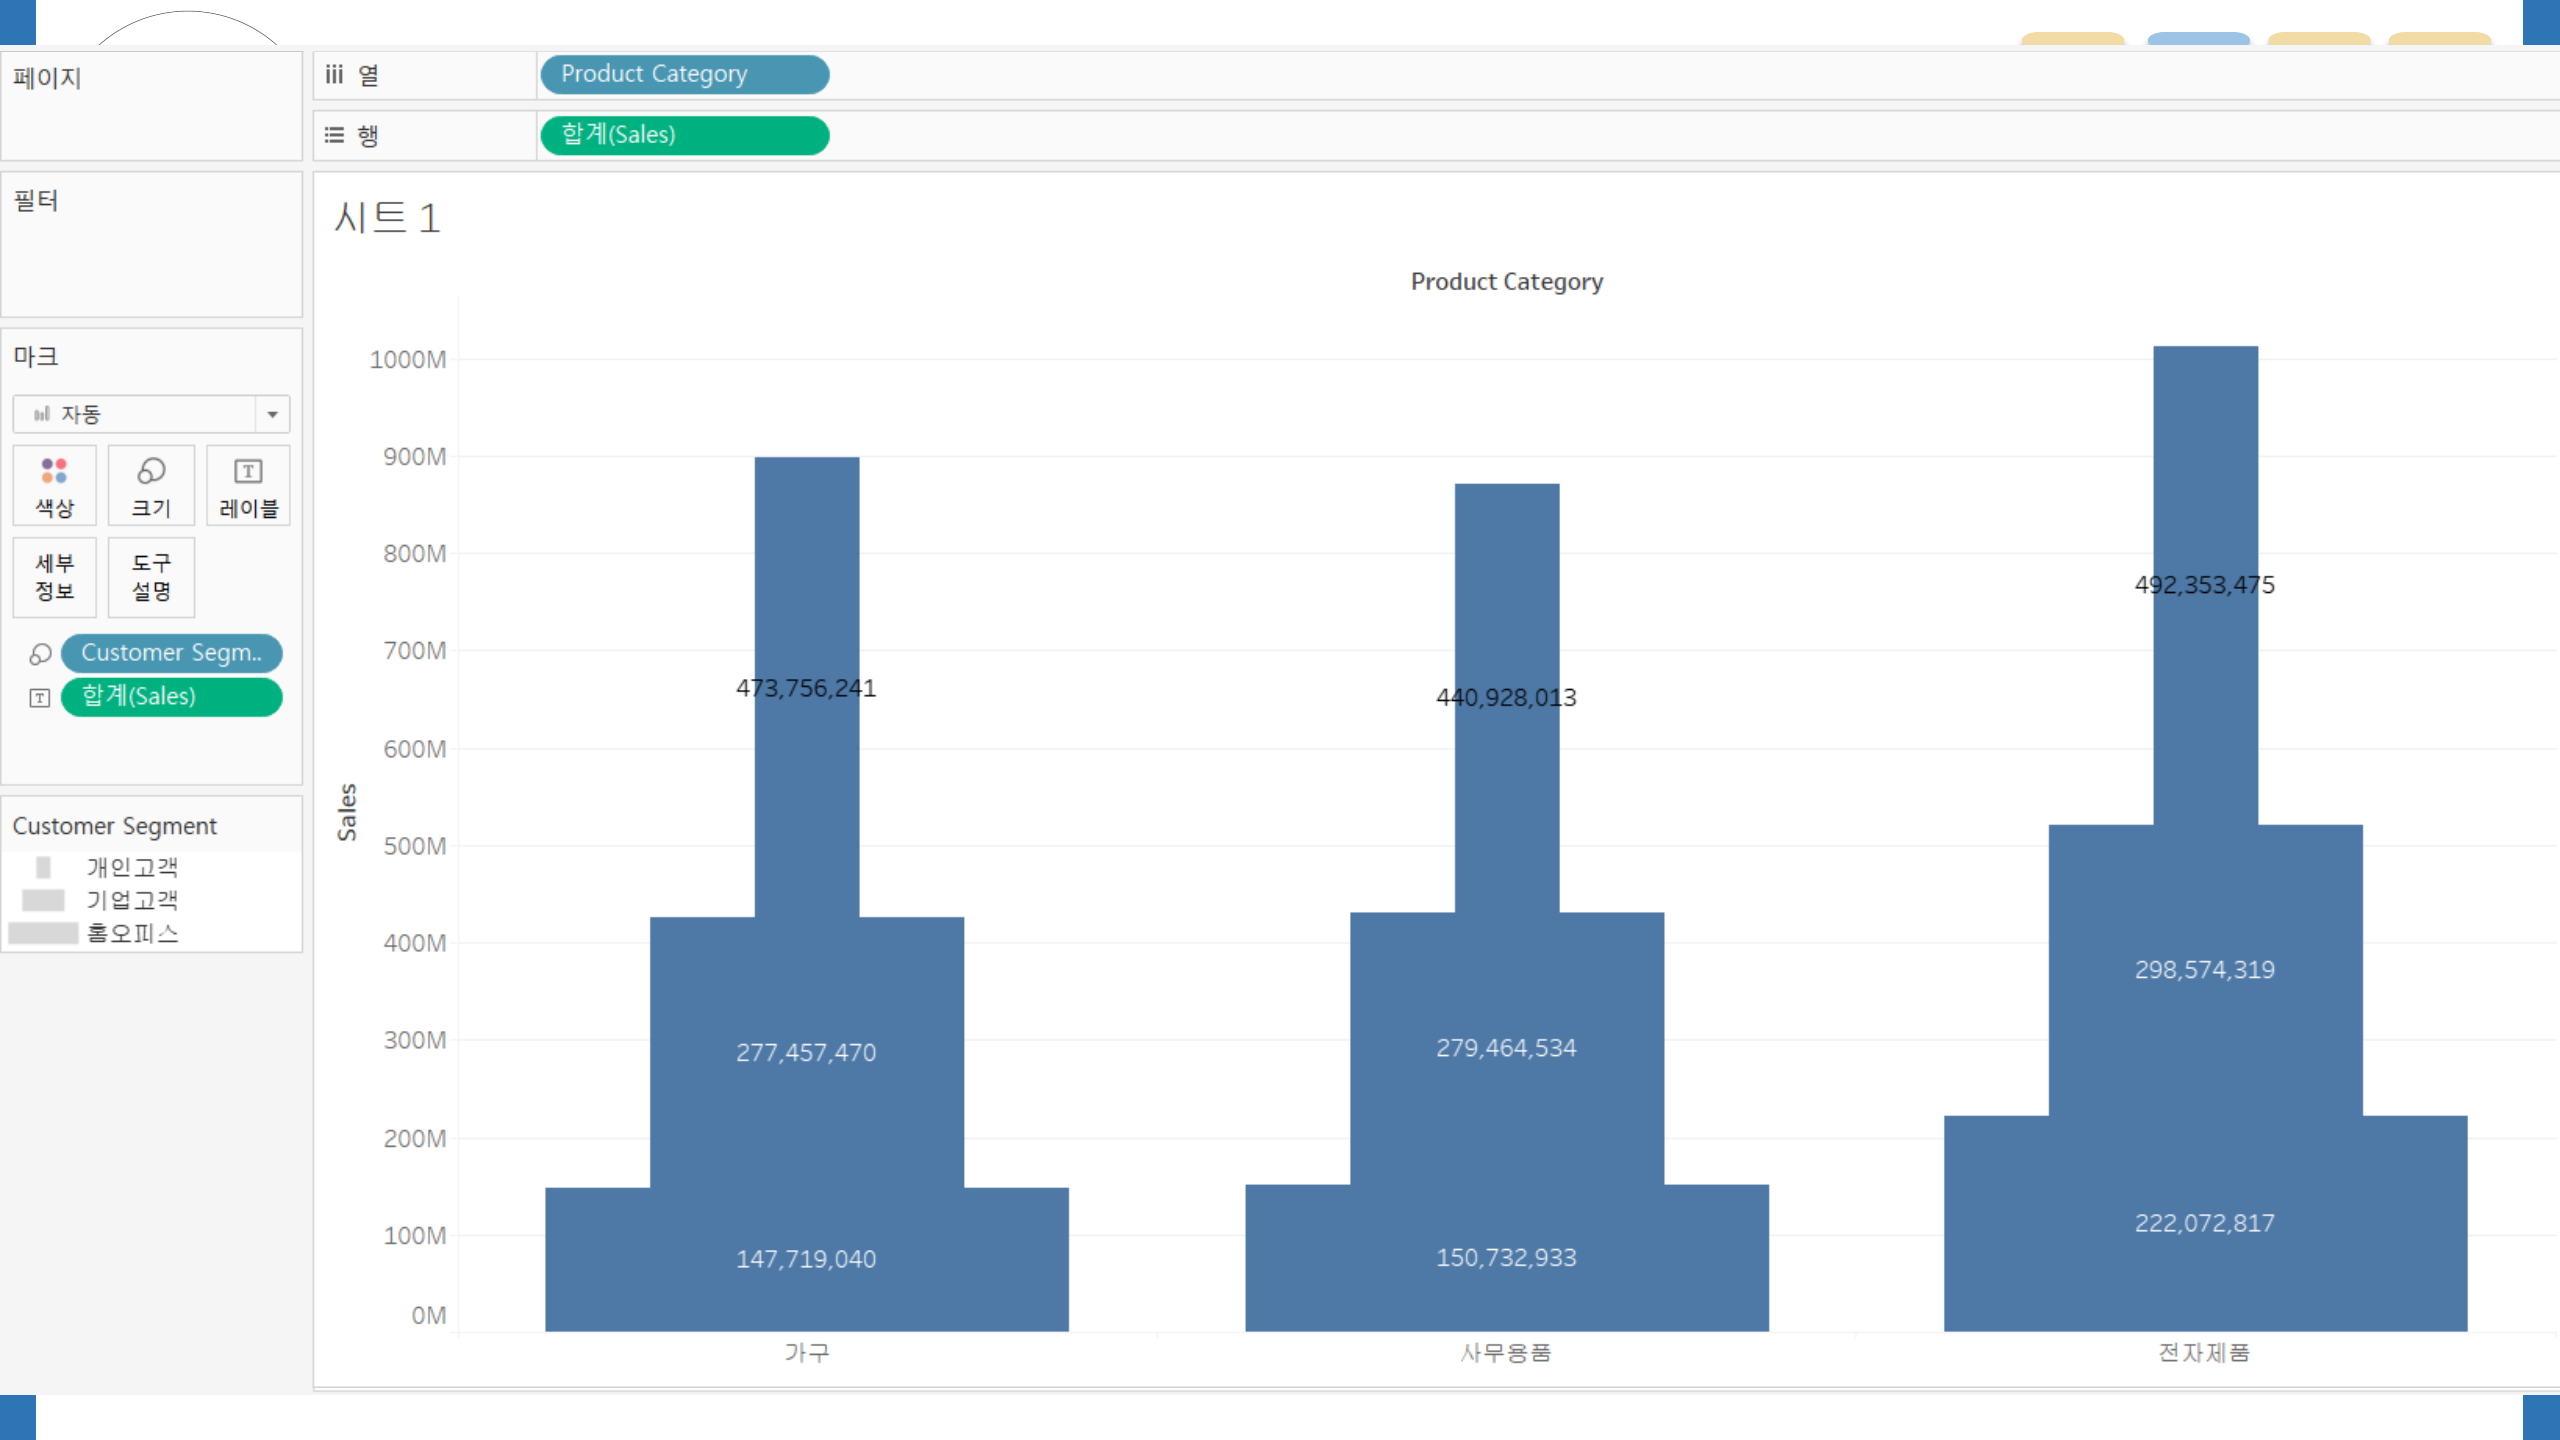 페이지
열
Product Category
행
합계(Sales)
필터
마크
자동
색상
크기
레이블
세부
정보
도구
설명
Customer Segm..
합계(Sales)
Customer Segment
개인고객
기업고객
홈오피스
시트 1
Product Category
Sales
1000M
900M
800M
700M
600M
500M
400M
300M
200M
100M
0M
473,756,241
277,457,470
147,719,040
440,928,013
279,464,534
150,732,933
492,353,475
298,574,319
222,072,817
가구
사무용품
전자제품